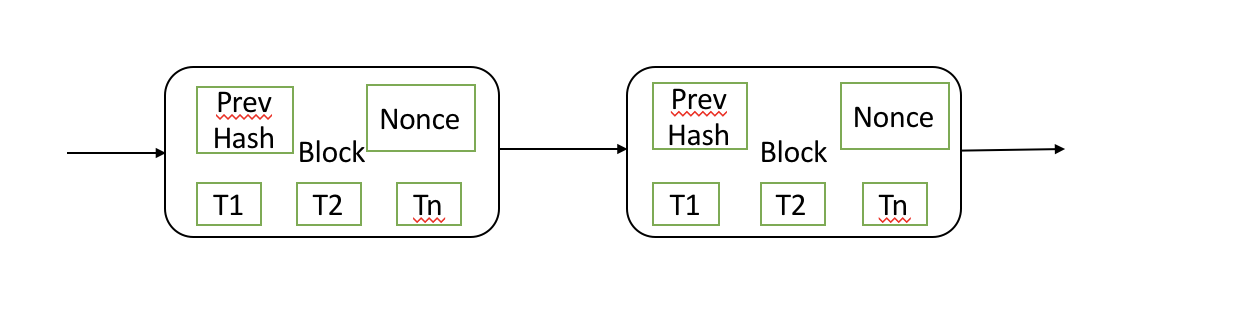 Prev
Hash
Nonce
Block
T1
T2
Tn
Prev
Hash
Nonce
Block
T1
T2
Tn